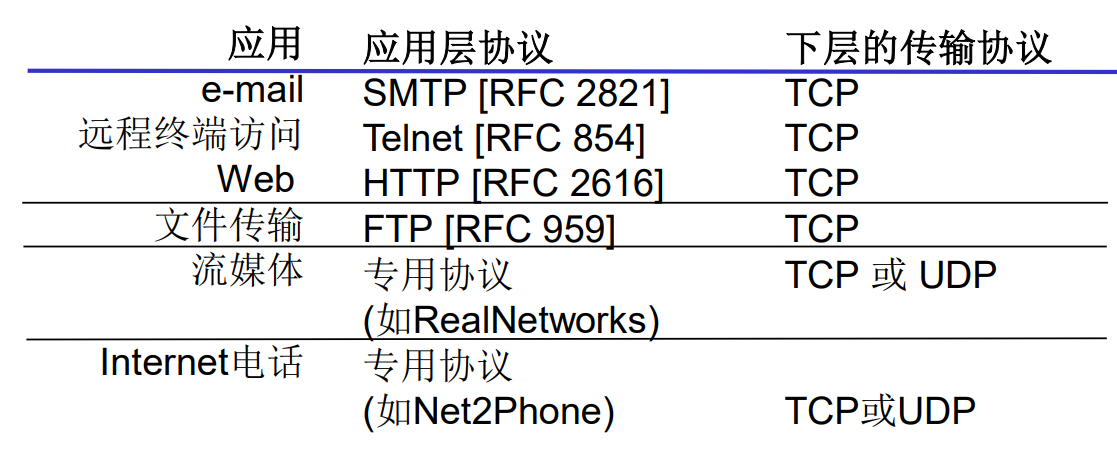 应用 应用层协议 下层的传输协议
e-mail SMTP [RFC 2821] TCP
远程终端访问 Telnet [RFC 854] TCP
Web HTTP [RFC 2616] TCP
文件传输 FTP [RFC 959] TCP
流媒体 专用协议 TCP 或 UDP
(如RealNetworks)
Internet电话 专用协议
(如Net2Phone) TCP或UDP